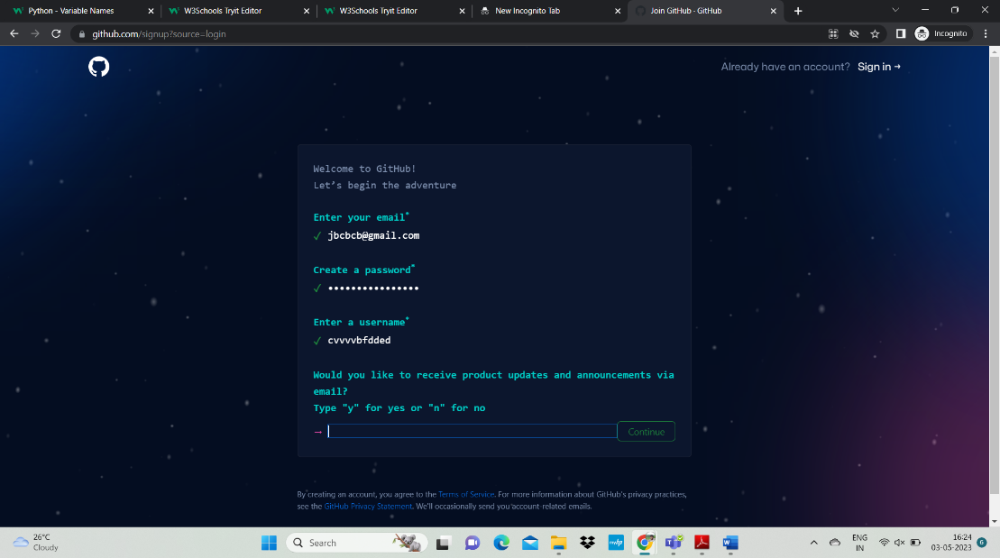 Python - Variable Names
W3Schools Tryit Editor
W3Schools Tryit Editor
New Incognito Tab
Join GitHub · GitHub
github.com/signup?source=login
Incognito
Already have an account? Sign in →
Welcome to GitHub!
Let's begin the adventure
Enter your email*
✓ jbcbcb@gmail.com
Create a password*
✓ ••••••••••••••••
Enter a username*
✓ cvvvvbfdded
Would you like to receive product updates and announcements via
email?
Type "y" for yes or "n" for no
→
Continue
By creating an account, you agree to the Terms of Service. For more information about GitHub's privacy practices,
see the GitHub Privacy Statement. We'll occasionally send you account-related emails.
26°C
Cloudy
Search
ENG
IN
16:24
03-05-2023
6